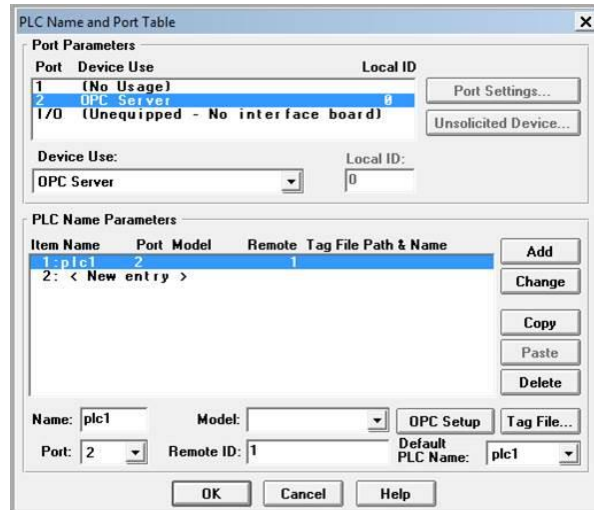 PLC Name and Port Table
Port Parameters
Port Device Use Local ID
1 (No Usage)
2 OPC Server 0
I/O (Unequipped - No interface board)
Port Settings...
Unsolicited Device...
Device Use: Local ID:
OPC Server 0
PLC Name Parameters
Item Name Port Model Remote Tag File Path & Name
1:plc1 2 1
2: < New entry >
Add
Change
Copy
Paste
Delete
Name: plc1 Model: OPC Setup Tag File...
Port: 2 Remote ID: 1 Default PLC Name: plc1
OK Cancel Help